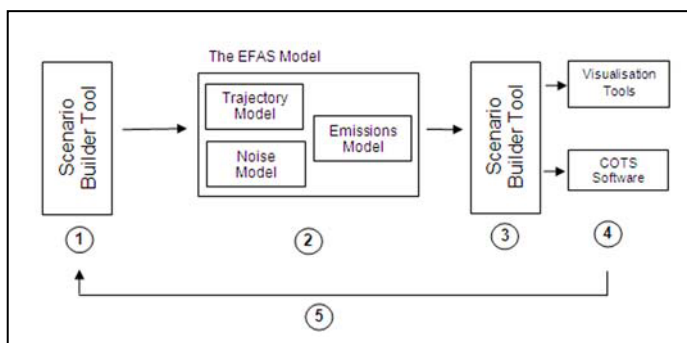 The EFAS Model
Scenario
Builder Tool
Trajectory
Model
Noise
Model
Emissions
Model
Scenario
Builder Tool
Visualisation
Tools
COTS
Software
1
2
3
4
5